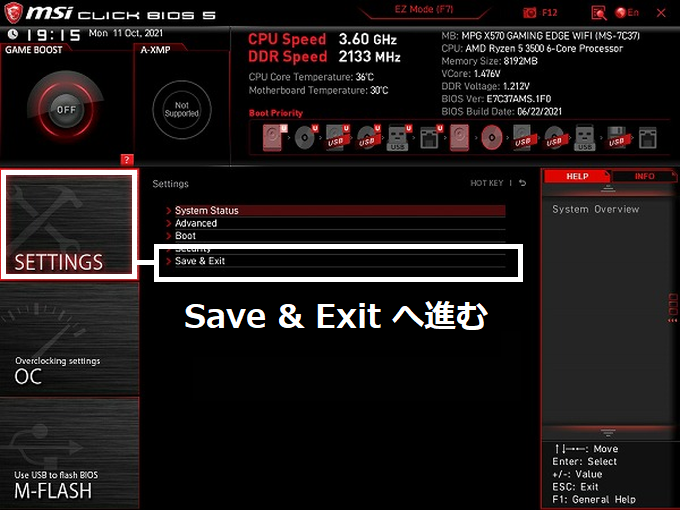 msi CLICK BIOS 5
EZ Mode (F7)
F12
En
19:15 Mon 11 Oct, 2021
GAME BOOST
OFF
A-XMP
Not
Supported
CPU Speed 3.60 GHz
DDR Speed 2133 MHz
CPU Core Temperature: 36°C
Motherboard Temperature: 30°C
MB: MPG X570 GAMING EDGE WIFI (MS-7C37)
CPU: AMD Ryzen 5 3500 6-Core Processor
Memory Size: 8192MB
VCore: 1.476V
DDR Voltage: 1.212V
BIOS Ver: E7C37AMS.1F0
BIOS Build Date: 06/22/2021
Boot Priority
U U U U U
USB USB USB USB USB USB
?
SETTINGS
Overclocking settings
OC
Use USB to flash BIOS
M-FLASH
Settings
HOT KEY
System Status
Advanced
Boot
Security
Save & Exit
Save & Exit へ進む
HELP
INFO
System Overview
↑↓→←: Move
Enter: Select
+/-: Value
ESC: Exit
F1: General Help